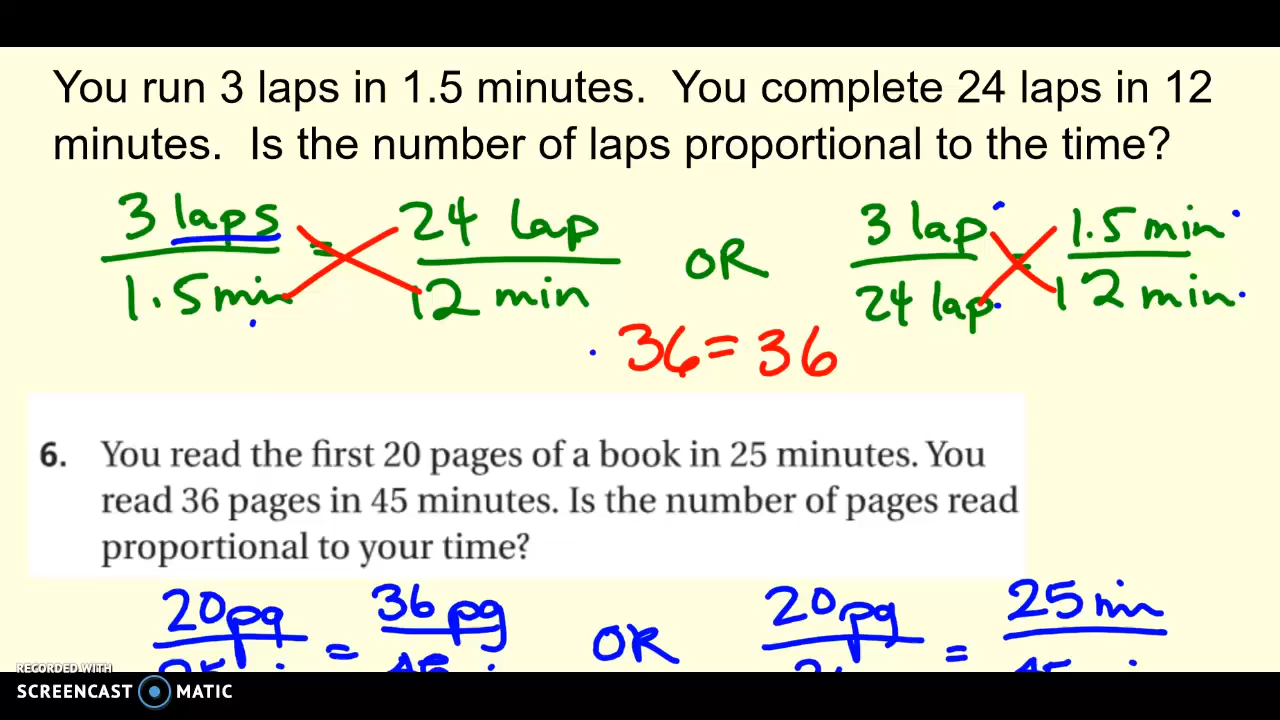 You run 3 laps in 1.5 minutes. You complete 24 laps in 12
minutes. Is the number of laps proportional to the time?
3 laps = 24 lap OR 3 lap = 1.5 min
1.5 min 12 min 24 lap 12 min
36 = 36
6. You read the first 20 pages of a book in 25 minutes. You
read 36 pages in 45 minutes. Is the number of pages read
proportional to your time?
20pg = 36 pg OR 20pg = 25 min
RECORDED WITH
SCREENCAST MATIC